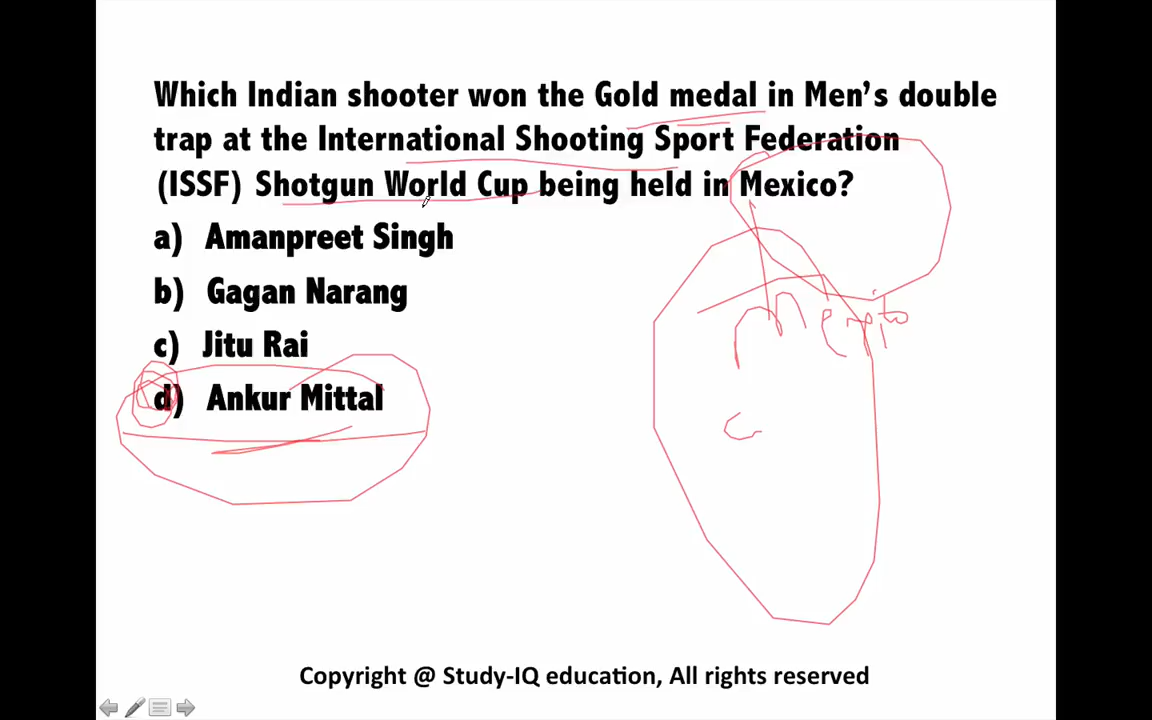 Which Indian shooter won the Gold medal in Men's double
trap at the International Shooting Sport Federation
(ISSF) Shotgun World Cup being held in Mexico?
a) Amanpreet Singh
b) Gagan Narang
c) Jitu Rai
d) Ankur Mittal
Copyright @ Study-IQ education, All rights reserved